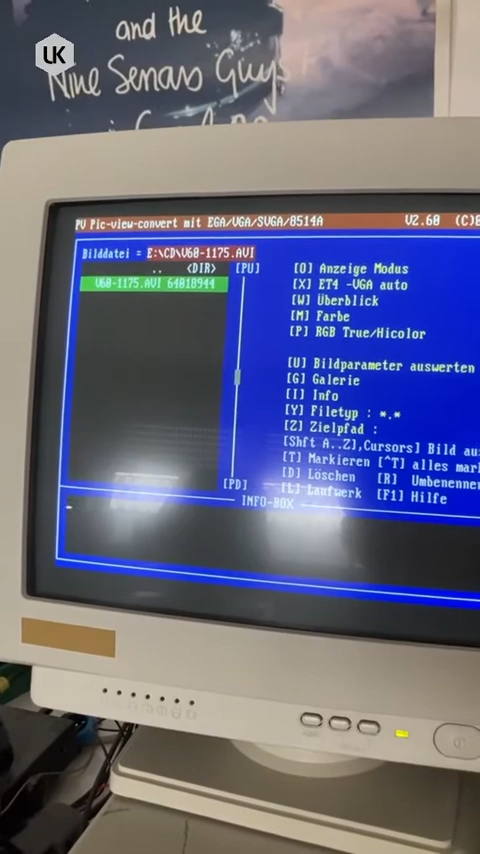 and the
Nine Senavs Guys
UK
PV Pic-view-convert mit EGA/VGA/SVGA/8514A V2.60
Bilddatei = E:\CD\V60-1175.AVI
.. <DIR> [PU]
V60-1175.AVI 64018944
[O] Anzeige Modus
[X] ET4 -VGA auto
[W] Überblick
[M] Farbe
[P] RGB True/Hicolor
[U] Bildparameter auswerten
[G] Galerie
[I] Info
[Y] Filetyp : *.*
[Z] Zielpfad :
[Shft A..Z],Cursors] Bild
[T] Markieren [^T] alles
[D] Löschen [R] Umbenennen
[PD] [L] Laufwerk [F1] Hilfe
INFO-BOX